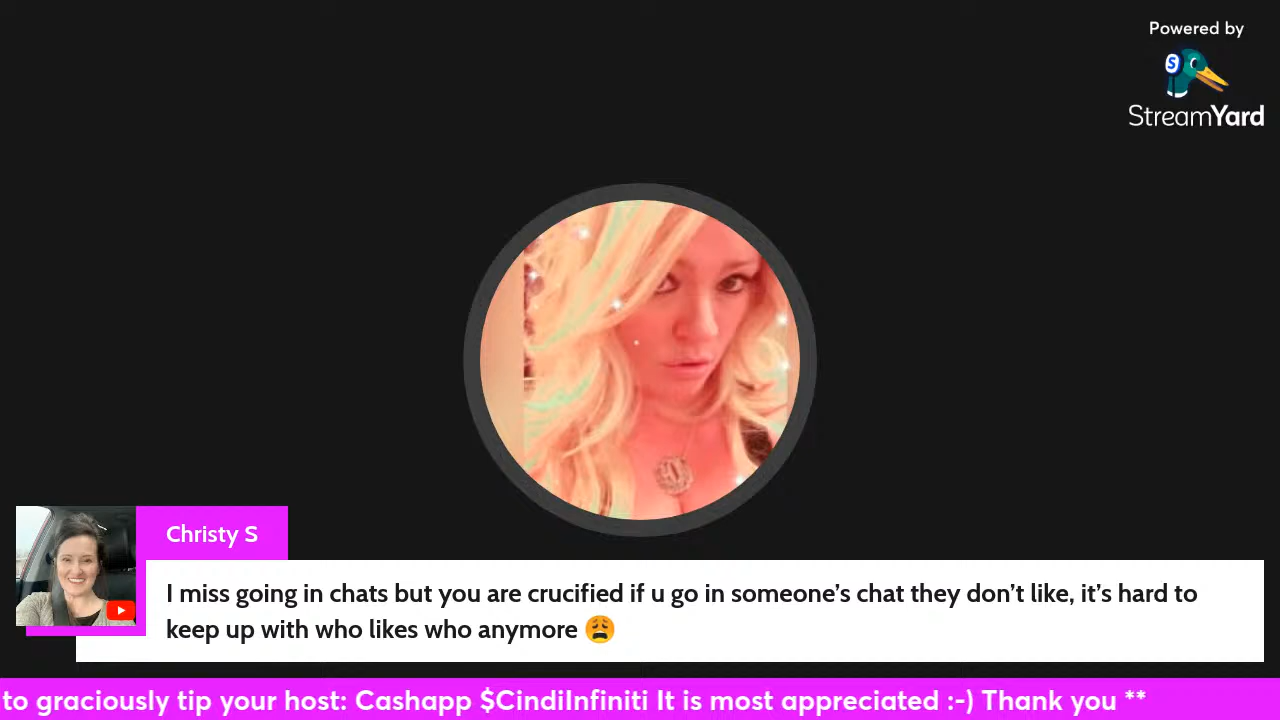 Powered by
S
StreamYard
Christy S
I miss going in chats but you are crucified if u go in someone’s chat they don’t like, it’s hard to
keep up with who likes who anymore 😩
to graciously tip your host: Cashapp $CindiInfiniti It is most appreciated :-) Thank you **